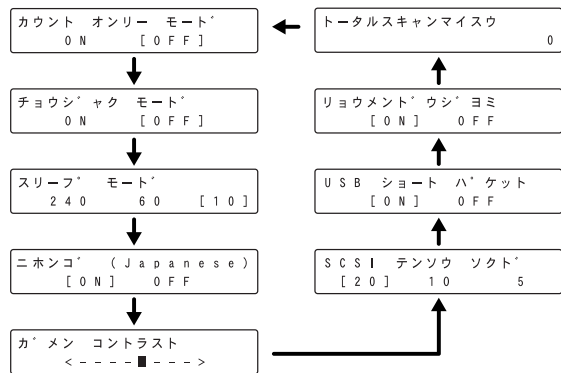 カウント オンリー モード
ON [OFF]
チョウジャク モード
ON [OFF]
スリープ モード
240 60 [10]
ニホンゴ (Japanese)
[ON] OFF
ガメン コントラスト
<----■--->
SCSI テンソウ ソクド
[20] 10 5
USB ショート パケット
[ON] OFF
リョウメンドウジヨミ
[ON] OFF
トータルスキャンマイスウ
0